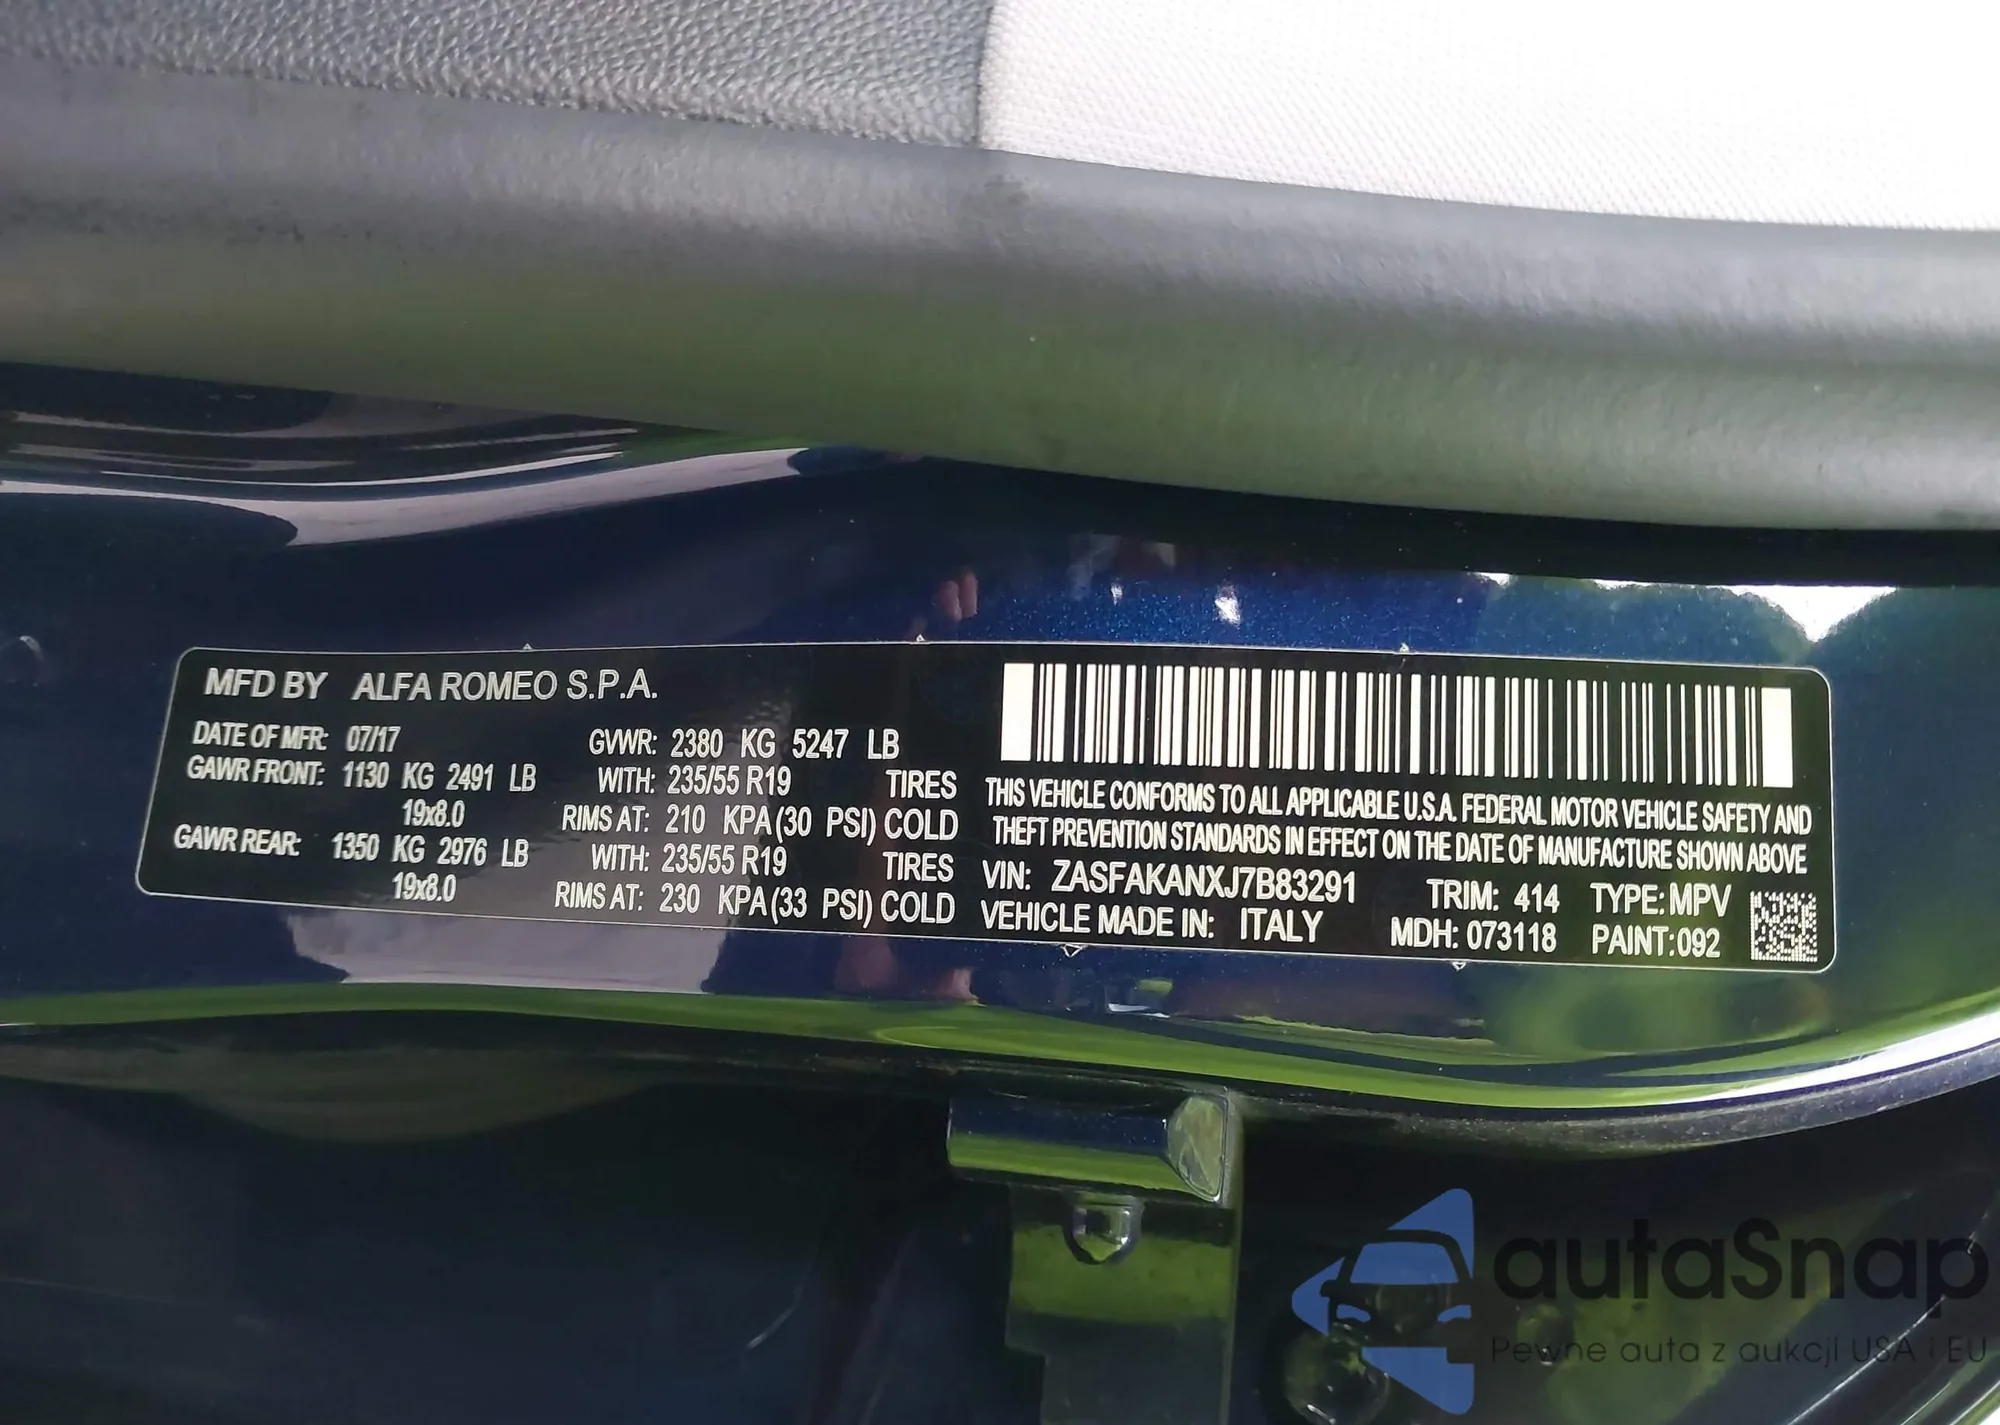 MFD BY ALFA ROMEO S.P.A.
DATE OF MFR: 07/17 GVWR: 2380 KG 5247 LB
GAWR FRONT: 1130 KG 2491 LB WITH: 235/55 R19 TIRES
19x8.0 RIMS AT: 210 KPA(30 PSI) COLD
GAWR REAR: 1350 KG 2976 LB WITH: 235/55 R19 TIRES
19x8.0 RIMS AT: 230 KPA(33 PSI) COLD
THIS VEHICLE CONFORMS TO ALL APPLICABLE U.S.A. FEDERAL MOTOR VEHICLE SAFETY AND
THEFT PREVENTION STANDARDS IN EFFECT ON THE DATE OF MANUFACTURE SHOWN ABOVE
VIN: ZASFAKANXJ7B83291 TRIM: 414 TYPE: MPV
VEHICLE MADE IN: ITALY MDH: 073118 PAINT:092
autaSnap
Pewne auta z aukcji USA i EU